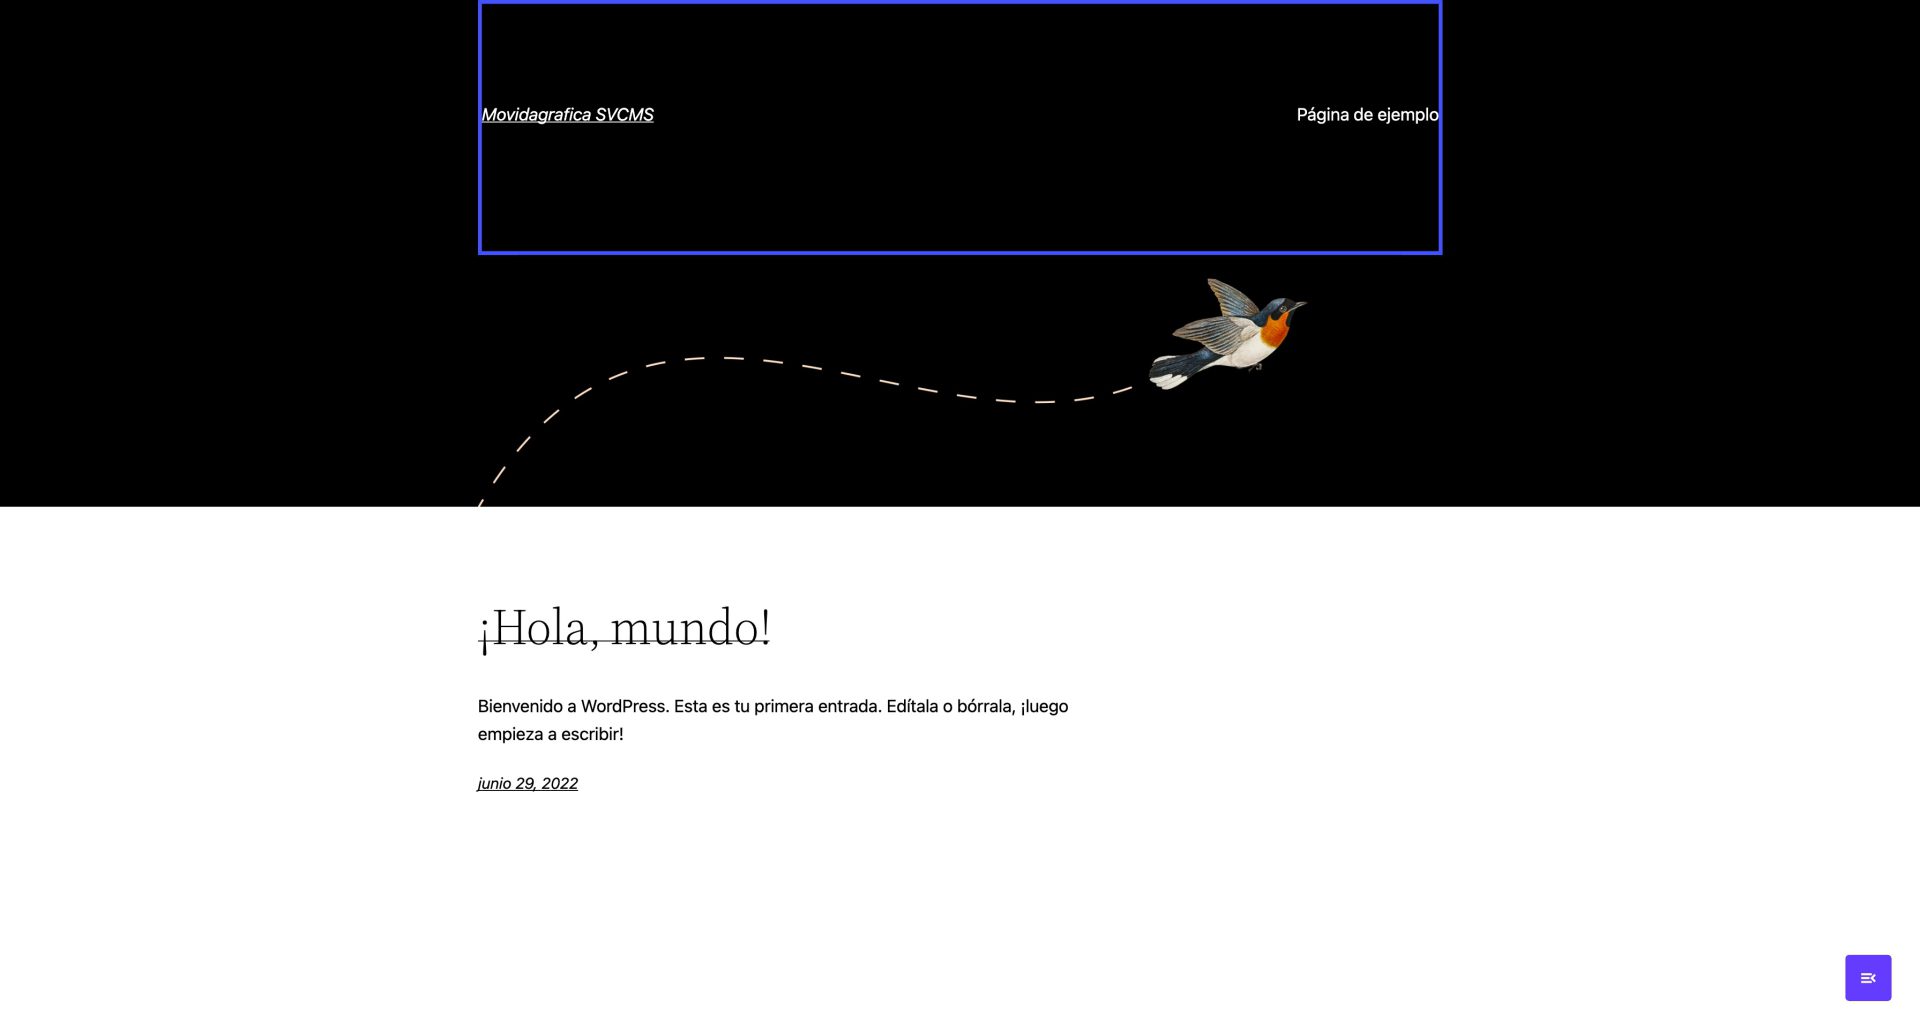 Movidagrafica SVCMS
Página de ejemplo
¡Hola, mundo!
Bienvenido a WordPress. Esta es tu primera entrada. Edítala o bórrala, ¡luego
empieza a escribir!
junio 29, 2022